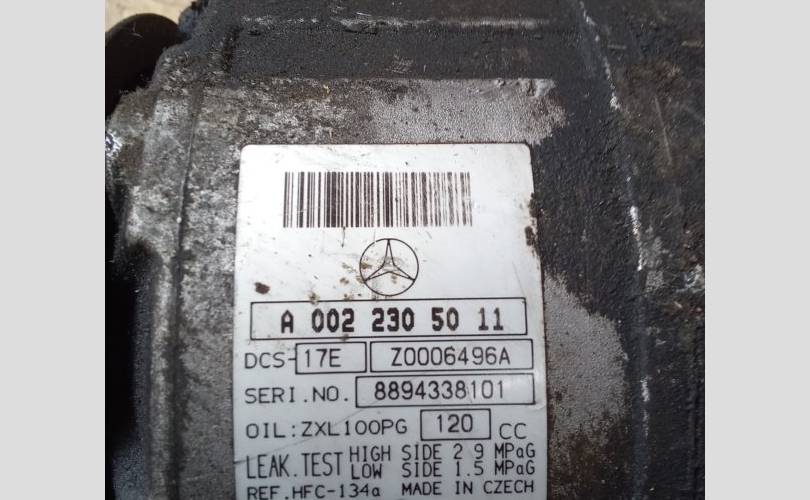 A 002 230 50 11
DCS-17E Z0006496A
SERI.NO. 8894338101
OIL:ZXL100PG 120 CC
LEAK.TEST HIGH SIDE 2.9 MPaG
LOW SIDE 1.5 MPaG
REF.HFC-134a MADE IN CZECH